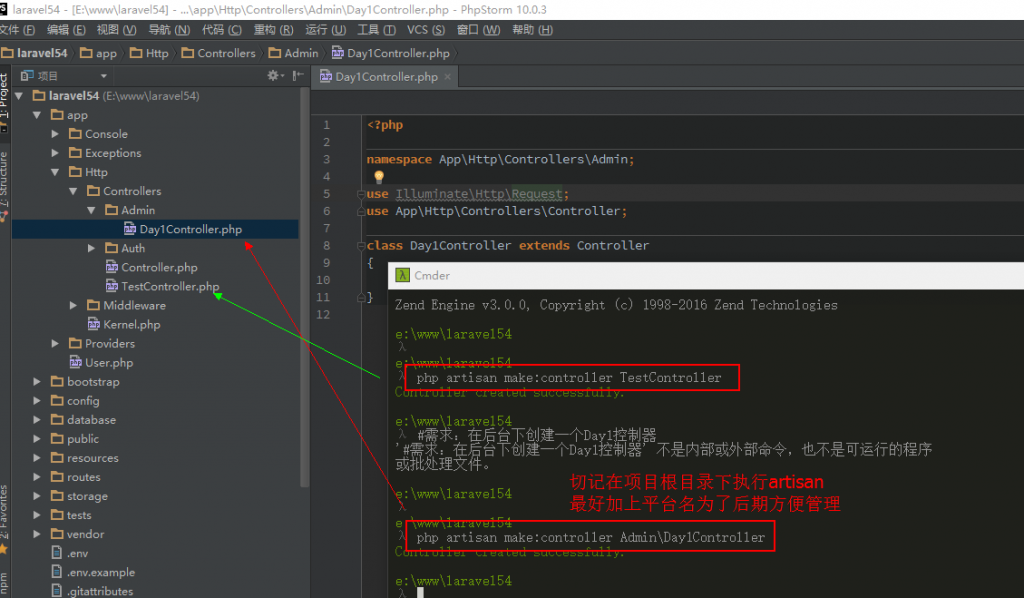 laravel54 - [E:\www\laravel54] - ...\app\Http\Controllers\Admin\Day1Controller.php - PhpStorm 10.0.3
文件 (F) 编辑 (E) 视图 (V) 导航 (N) 代码 (C) 重构 (R) 运行 (U) 工具 (T) VCS (S) 窗口 (W) 帮助 (H)
laravel54 app Http Controllers Admin Day1Controller.php
1: Project
Z: Structure
2: Favorites
npm
项目
laravel54 (E:\www\laravel54)
app
Console
Exceptions
Http
Controllers
Admin
Day1Controller.php
Auth
Controller.php
TestController.php
Middleware
Kernel.php
Providers
User.php
bootstrap
config
database
public
resources
routes
storage
tests
vendor
.env
.env.example
.gitattributes
Day1Controller.php
1 <?php
2
3 namespace App\Http\Controllers\Admin;
4
5 use Illuminate\Http\Request;
6 use App\Http\Controllers\Controller;
7
8 class Day1Controller extends Controller
9 {
10
11 }
12
Cmder
Zend Engine v3.0.0, Copyright (c) 1998-2016 Zend Technologies
e:\www\laravel54
λ
e:\www\laravel54
λ php artisan make:controller TestController
Controller created successfully.
e:\www\laravel54
λ #需求：在后台下创建一个Day1控制器
'#需求：在后台下创建一个Day1控制器' 不是内部或外部命令，也不是可运行的程序
或批处理文件。
e:\www\laravel54
λ
e:\www\laravel54
λ php artisan make:controller Admin\Day1Controller
Controller created successfully.
e:\www\laravel54
λ
切记在项目根目录下执行artisan
最好加上平台名为了后期方便管理